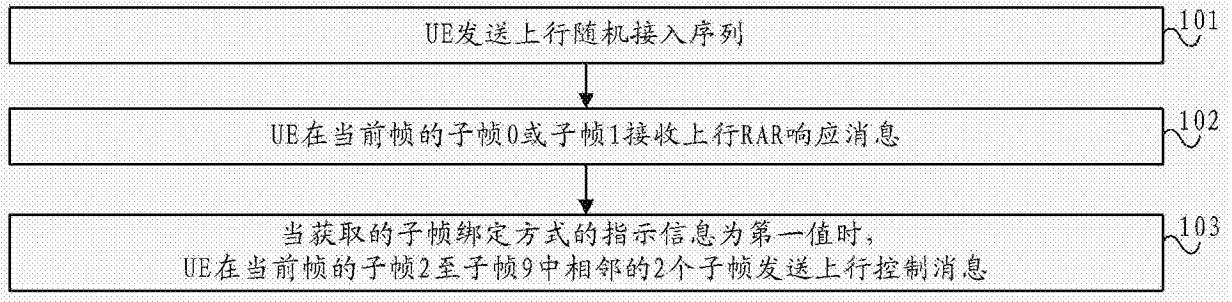 UE发送上行随机接入序列
101
UE在当前帧的子帧0或子帧1接收上行RAR响应消息
102
当获取的子帧绑定方式的指示信息为第一值时，
UE在当前帧的子帧2至子帧9中相邻的2个子帧发送上行控制消息
103